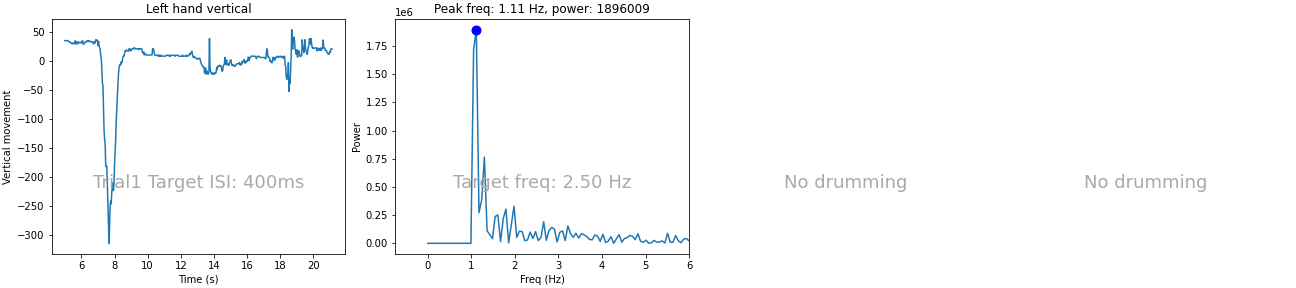 Left hand vertical
Vertical movement
50
0
−50
−100
−150
−200
−250
−300
6 8 10 12 14 16 18 20
Time (s)
Trial1 Target ISI: 400ms
Peak freq: 1.11 Hz, power: 1896009
1e6
Power
1.75
1.50
1.25
1.00
0.75
0.50
0.25
0.00
0 1 2 3 4 5 6
Freq (Hz)
Target freq: 2.50 Hz
No drumming
No drumming